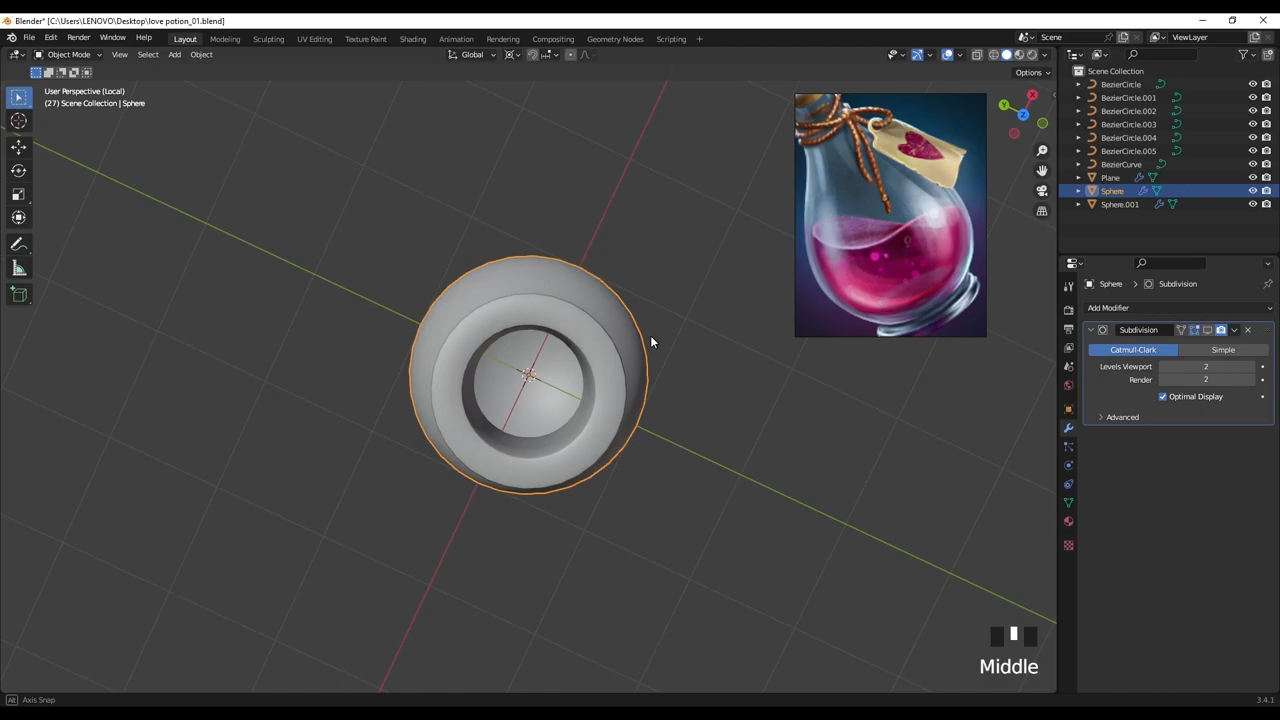 Blender* [C:\Users\LENOVO\Desktop\love potion_01.blend]
File Edit Render Window Help Layout Modeling Sculpting UV Editing Texture Paint Shading Animation Rendering Compositing Geometry Nodes Scripting + Scene ViewLayer
Object Mode View Select Add Object Global
Options
User Perspective (Local)
(27) Scene Collection | Sphere
Scene Collection
BezierCircle
BezierCircle.001
BezierCircle.002
BezierCircle.003
BezierCircle.004
BezierCircle.005
BezierCurve
Plane
Sphere
Sphere.001
X
Y
Z
Sphere > Subdivision
Add Modifier
Subdivision
Catmull-Clark Simple
Levels Viewport 2
Render 2
Optimal Display
Advanced
Middle
Alt Axis Snap 3.4.1